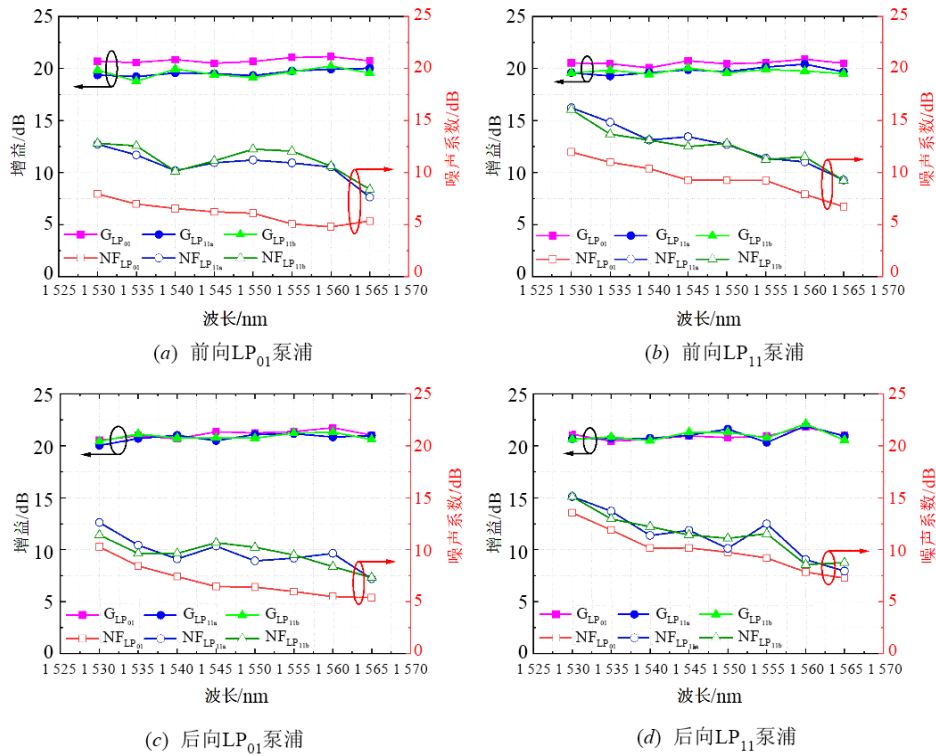 25 25 25 25
20 20 20 20
15 15 15 15
10 10 10 10
5 5 5 5
0 0 0 0
增益/dB 噪声系数/dB 增益/dB 噪声系数/dB
G_LP01 G_LP11a G_LP11b G_LP01 G_LP11a G_LP11b
NF_LP01 NF_LP11a NF_LP11b NF_LP01 NF_LP11a NF_LP11b
1 525 1 530 1 535 1 540 1 545 1 550 1 555 1 560 1 565 1 570 1 525 1 530 1 535 1 540 1 545 1 550 1 555 1 560 1 565 1 570
波长/nm 波长/nm
(a) 前向LP01泵浦 (b) 前向LP11泵浦
25 25 25 25
20 20 20 20
15 15 15 15
10 10 10 10
5 5 5 5
0 0 0 0
增益/dB 噪声系数/dB 增益/dB 噪声系数/dB
G_LP01 G_LP11a G_LP11b G_LP01 G_LP11a G_LP11b
NF_LP01 NF_LP11a NF_LP11b NF_LP01 NF_LP11a NF_LP11b
1 525 1 530 1 535 1 540 1 545 1 550 1 555 1 560 1 565 1 570 1 525 1 530 1 535 1 540 1 545 1 550 1 555 1 560 1 565 1 570
波长/nm 波长/nm
(c) 后向LP01泵浦 (d) 后向LP11泵浦